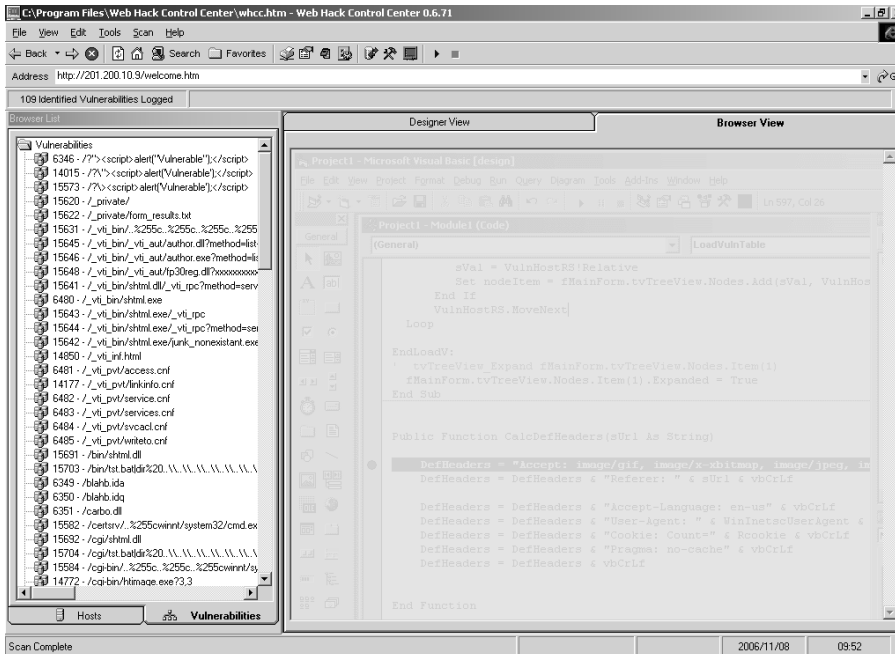 C:\Program Files\Web Hack Control Center\whcc.htm - Web Hack Control Center 0.6.71
File View Edit Tools Scan Help
Back Search Favorites
Address http://201.200.10.9/welcome.htm
109 Identified Vulnerabilities Logged
Browser List
Designer View Browser View
Vulnerabilities
6346 - /?"><script>alert("Vulnerable");</script>
14015 - /?\"><script>alert('Vulnerable');</script>
15573 - /?\><script>alert('Vulnerable');</script>
15620 - /_private/
15622 - /_private/form_results.txt
15631 - /_vti_bin/..%255c..%255c..%255c..%255
15645 - /_vti_bin/_vti_aut/author.dll?method=list
15646 - /_vti_bin/_vti_aut/author.exe?method=lis
15648 - /_vti_bin/_vti_aut/fp30reg.dll?xxxxxxxxx
15641 - /_vti_bin/shtml.dll/_vti_rpc?method=serv
6480 - /_vti_bin/shtml.exe
15643 - /_vti_bin/shtml.exe/_vti_rpc
15644 - /_vti_bin/shtml.exe/_vti_rpc?method=ser
15642 - /_vti_bin/shtml.exe/junk_nonexistant.exe
14850 - /_vti_inf.html
6481 - /_vti_pvt/access.cnf
14177 - /_vti_pvt/linkinfo.cnf
6482 - /_vti_pvt/service.cnf
6483 - /_vti_pvt/services.cnf
6484 - /_vti_pvt/svcacl.cnf
6485 - /_vti_pvt/writeto.cnf
15691 - /bin/shtml.dll
15703 - /bin/tst.bat|dir%20..\\..\\..\\..\\..\\..\
6349 - /blahb.ida
6350 - /blahb.idq
6351 - /carbo.dll
15582 - /certsrv/..%255cwinnt/system32/cmd.ex
15692 - /cgi/shtml.dll
15704 - /cgi/tst.bat|dir%20..\\..\\..\\..\\..\\..\
15584 - /cgi-bin/..%255c..%255c..%255cwinnt/sy
14772 - /cgi-bin/htimage.exe?3,3
Hosts Vulnerabilities
Project1 - Microsoft Visual Basic [design]
File Edit View Project Format Debug Run Query Diagram Tools Add-Ins Window Help
Ln 597, Col 26
General
Project1 - Module1 (Code)
(General) LoadVulnTable
sVal = VulnHostRS!Relative
Set nodeItem = fMainForm.tvTreeView.Nodes.Add(sVal, VulnHos
End If
VulnHostRS.MoveNext
Loop
EndLoadV:
' tvTreeView_Expand fMainForm.tvTreeView.Nodes.Item(1)
fMainForm.tvTreeView.Nodes.Item(1).Expanded = True
End Sub
Public Function CalcDefHeaders(sUrl As String)
DefHeaders = "Accept: image/gif, image/x-xbitmap, image/jpeg, im
DefHeaders = DefHeaders & "Referer: " & sUrl & vbCrLf
DefHeaders = DefHeaders & "Accept-Language: en-us" & vbCrLf
DefHeaders = DefHeaders & "User-Agent: " & WinInetscUserAgent &
DefHeaders = DefHeaders & "Cookie: Count=" & Rcookie & vbCrLf
DefHeaders = DefHeaders & "Pragma: no-cache" & vbCrLf
DefHeaders = DefHeaders & vbCrLf
End Function
Scan Complete 2006/11/08 09:52